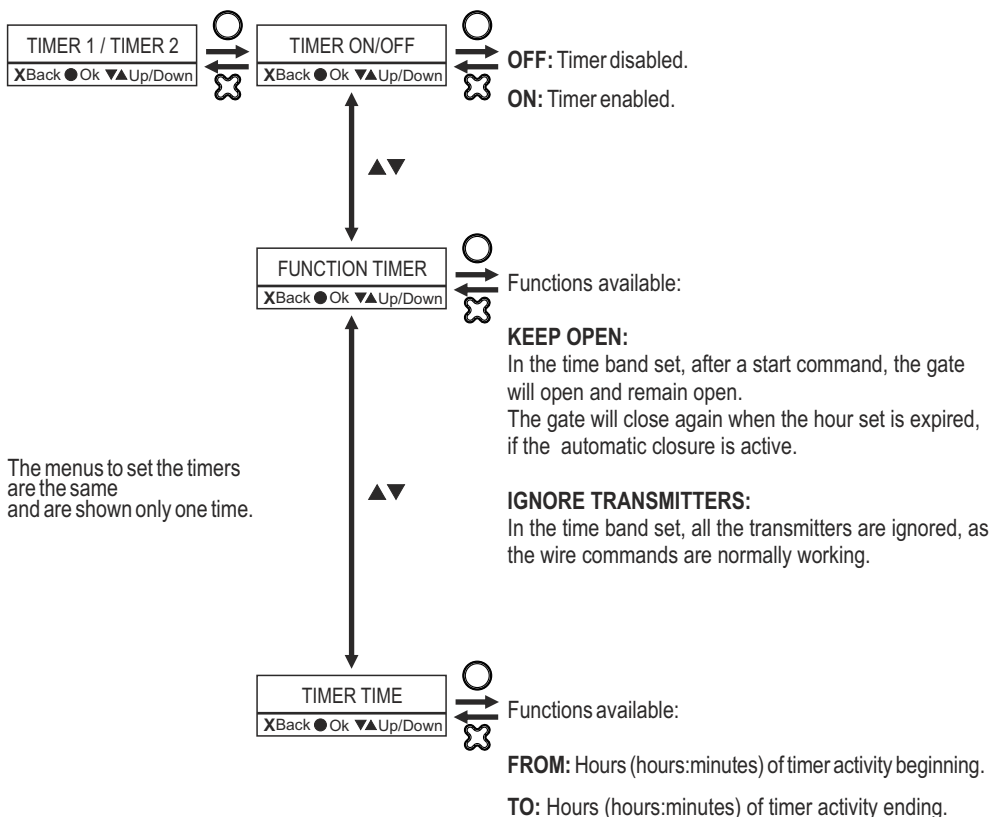 TIMER 1 / TIMER 2
XBack ●Ok ▼▲Up/Down
TIMER ON/OFF
XBack ●Ok ▼▲Up/Down
OFF: Timer disabled.
ON: Timer enabled.
▲▼
FUNCTION TIMER
XBack ●Ok ▼▲Up/Down
Functions available:
KEEP OPEN:
In the time band set, after a start command, the gate
will open and remain open.
The gate will close again when the hour set is expired,
if the automatic closure is active.
The menus to set the timers
are the same
and are shown only one time.
▲▼
IGNORE TRANSMITTERS:
In the time band set, all the transmitters are ignored, as
the wire commands are normally working.
TIMER TIME
XBack ●Ok ▼▲Up/Down
Functions available:
FROM: Hours (hours:minutes) of timer activity beginning.
TO: Hours (hours:minutes) of timer activity ending.